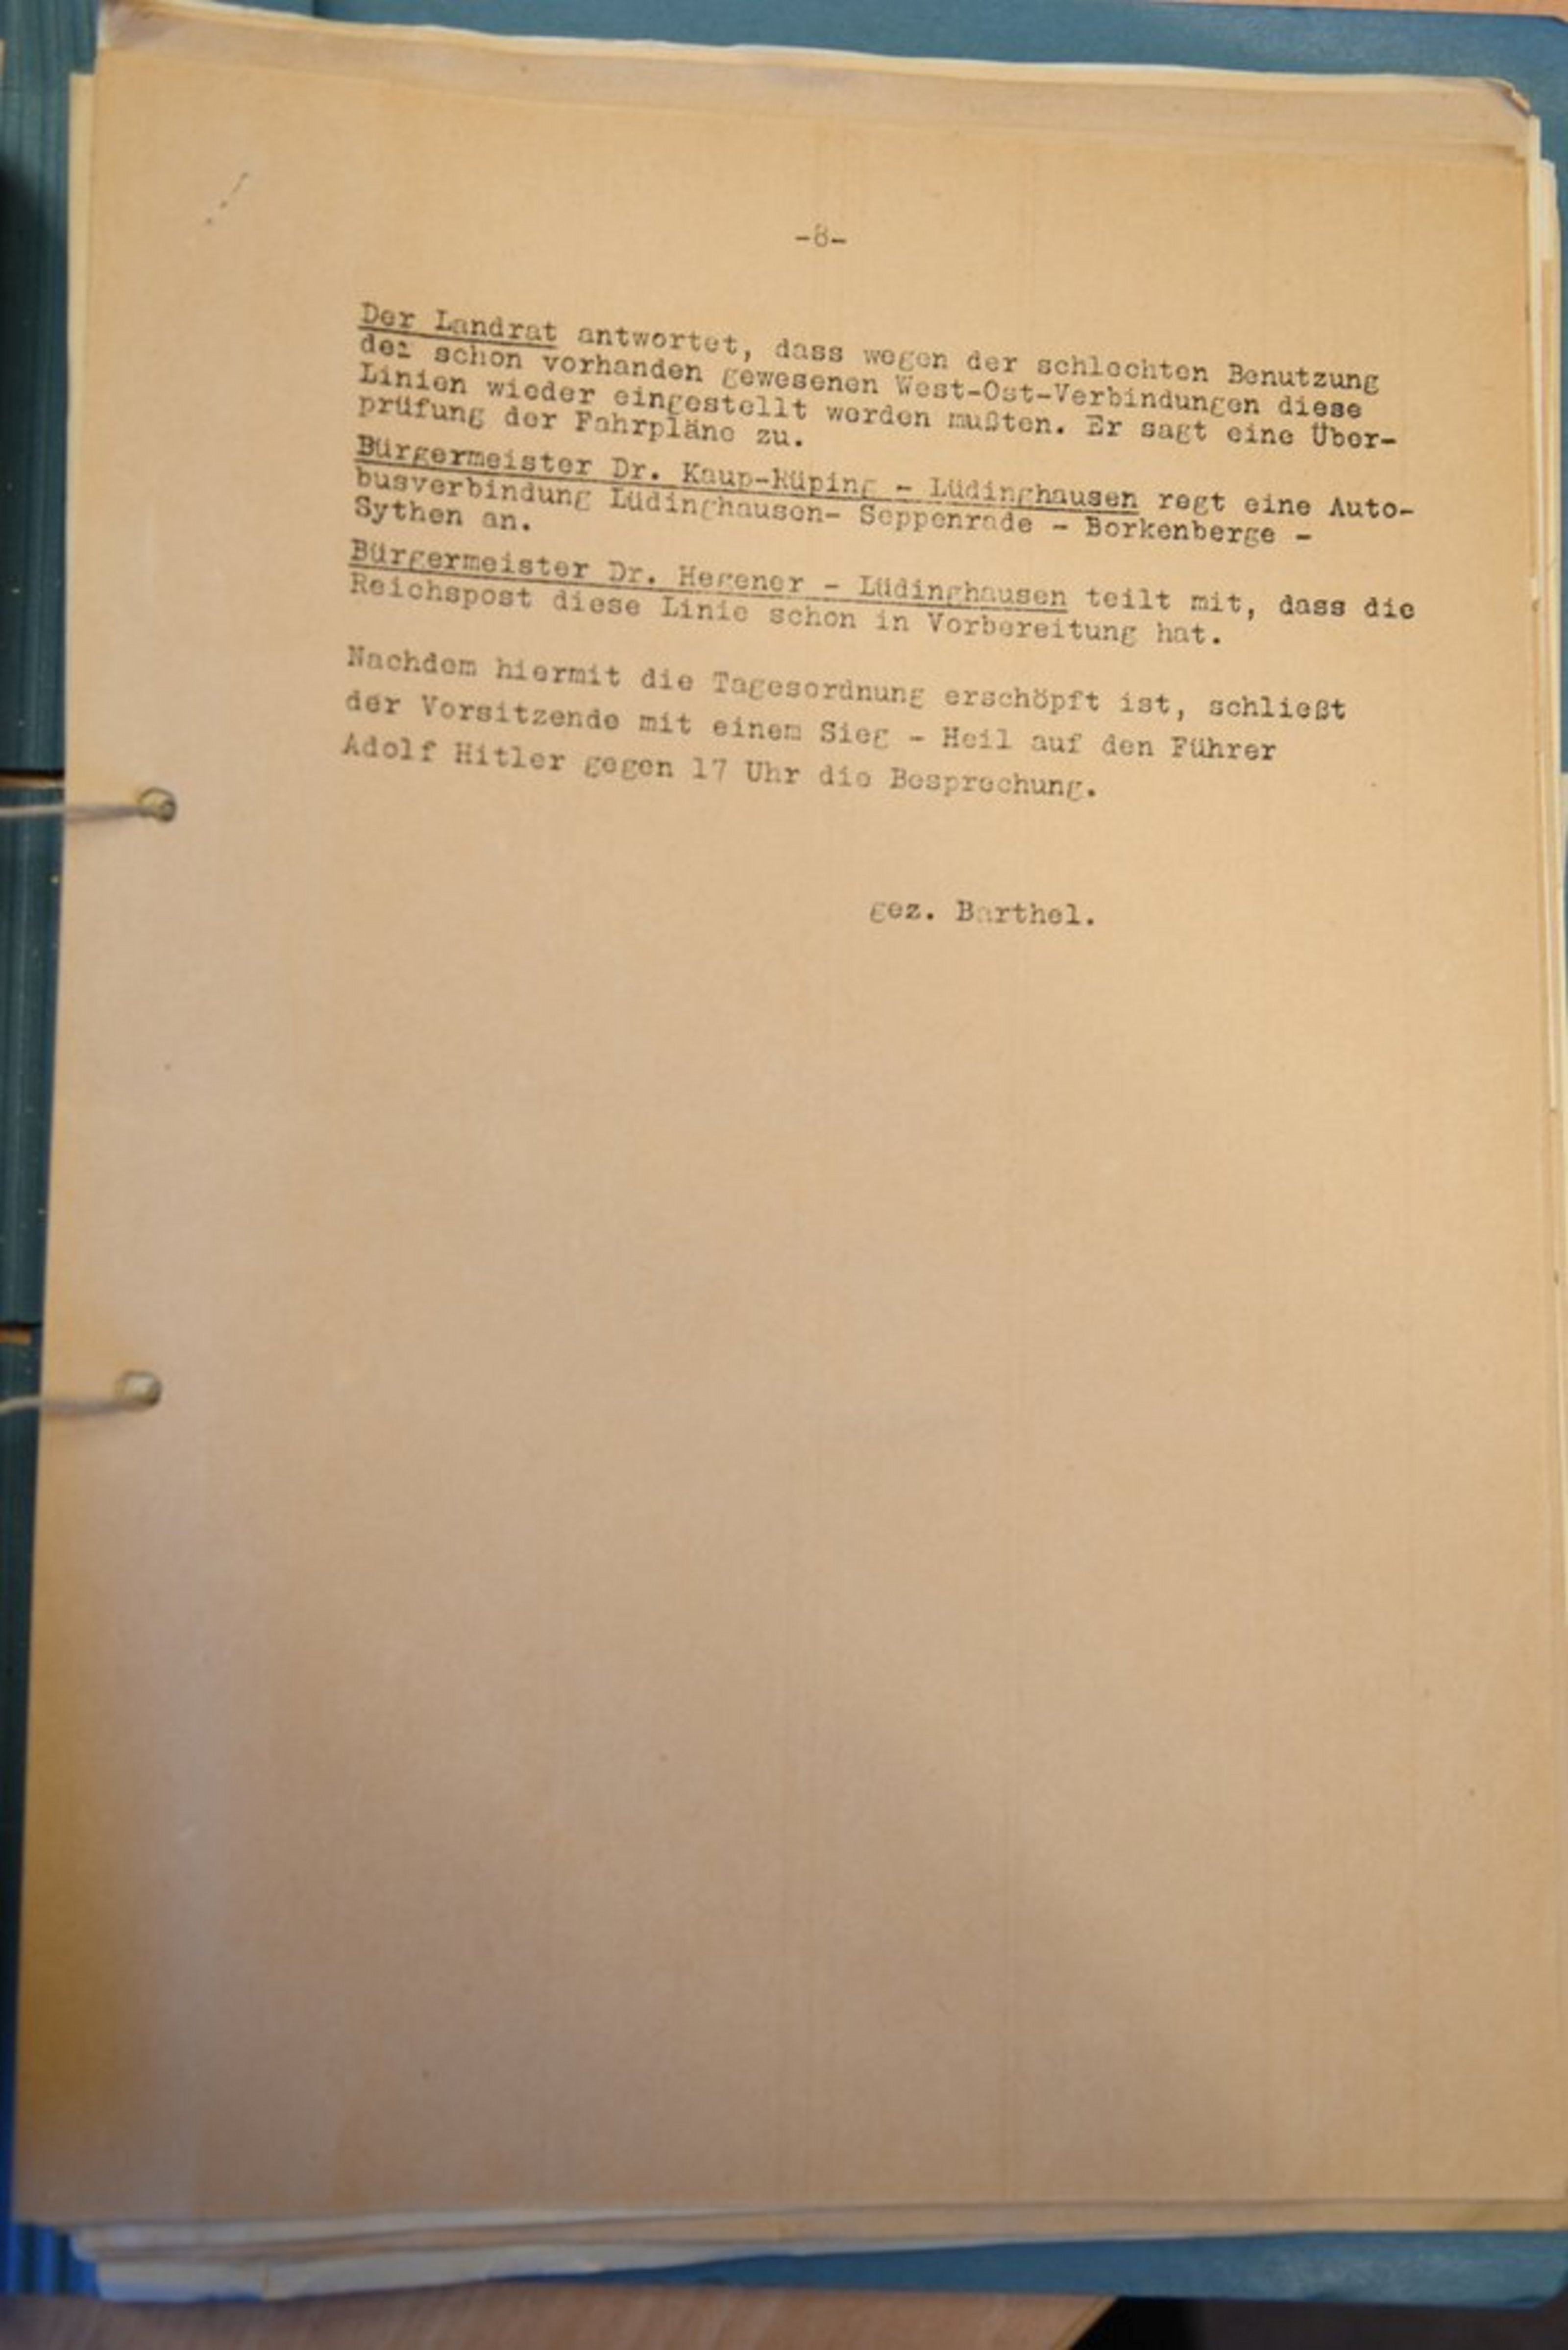 -8-
Der Landrat antwortet, dass wegen der schlechten Benutzung
der schon vorhanden gewesenen West-Ost-Verbindungen diese
Linien wieder eingestellt werden mußten. Er sagt eine Über-
prüfung der Fahrpläne zu.
Bürgermeister Dr. Kaup-Rüping - Lüdinghausen regt eine Auto-
busverbindung Lüdinghausen- Seppenrade - Borkenberge -
Sythen an.
Bürgermeister Dr. Hegener - Lüdinghausen teilt mit, dass die
Reichspost diese Linie schon in Vorbereitung hat.
Nachdem hiermit die Tagesordnung erschöpft ist, schließt
der Vorsitzende mit einem Sieg - Heil auf den Führer
Adolf Hitler gegen 17 Uhr die Besprechung.
gez. Barthel.